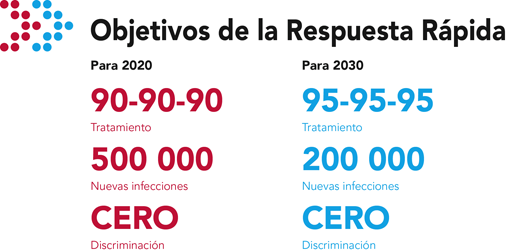 Objetivos de la Respuesta Rápida
Para 2020
90-90-90
Tratamiento
500 000
Nuevas infecciones
CERO
Discriminación
Para 2030
95-95-95
Tratamiento
200 000
Nuevas infecciones
CERO
Discriminación